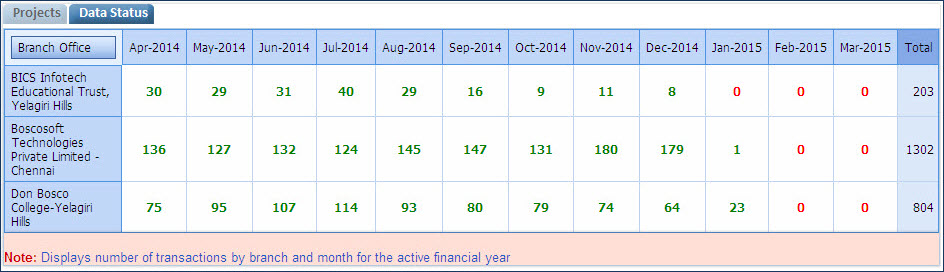 Projects Data Status
Branch Office Apr-2014 May-2014 Jun-2014 Jul-2014 Aug-2014 Sep-2014 Oct-2014 Nov-2014 Dec-2014 Jan-2015 Feb-2015 Mar-2015 Total
BICS Infotech
Educational Trust,
Yelagiri Hills
30 29 31 40 29 16 9 11 8 0 0 0 203
Boscosoft
Technologies
Private Limited -
Chennai
136 127 132 124 145 147 131 180 179 1 0 0 1302
Don Bosco
College-Yelagiri
Hills
75 95 107 114 93 80 79 74 64 23 0 0 804
Note: Displays number of transactions by branch and month for the active financial year